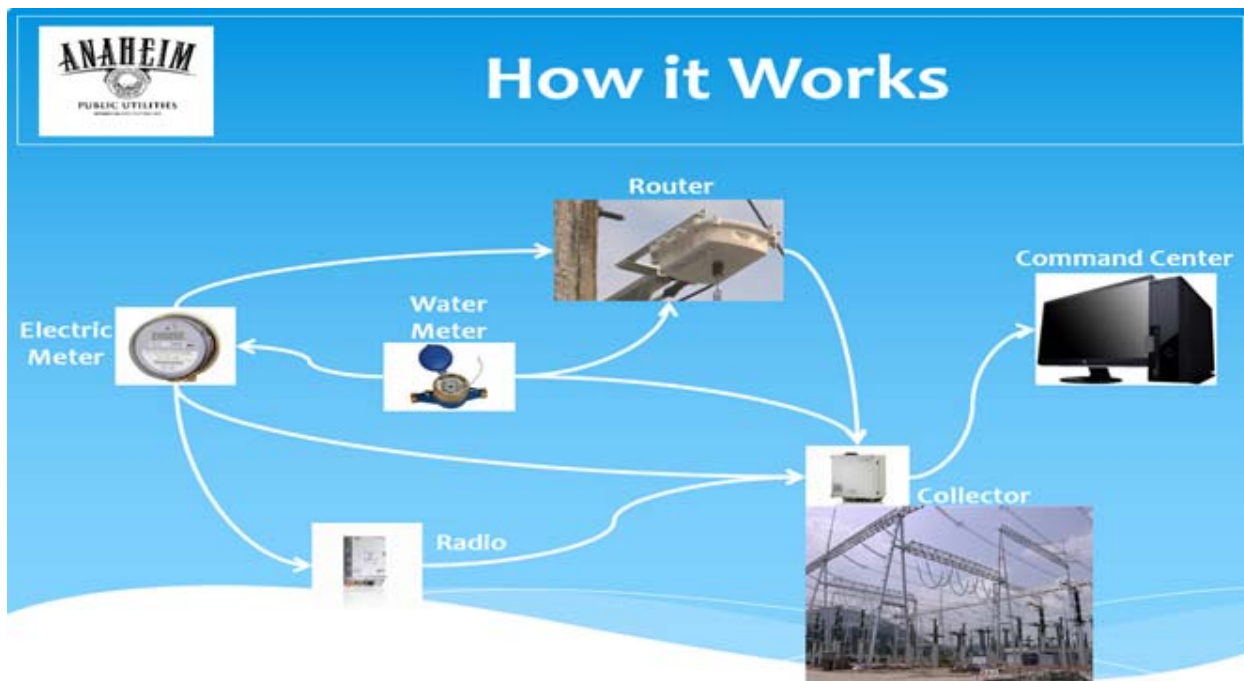 ANAHEIM
PUBLIC UTILITIES
How it Works
Router
Command Center
Water
Meter
Electric
Meter
Collector
Radio